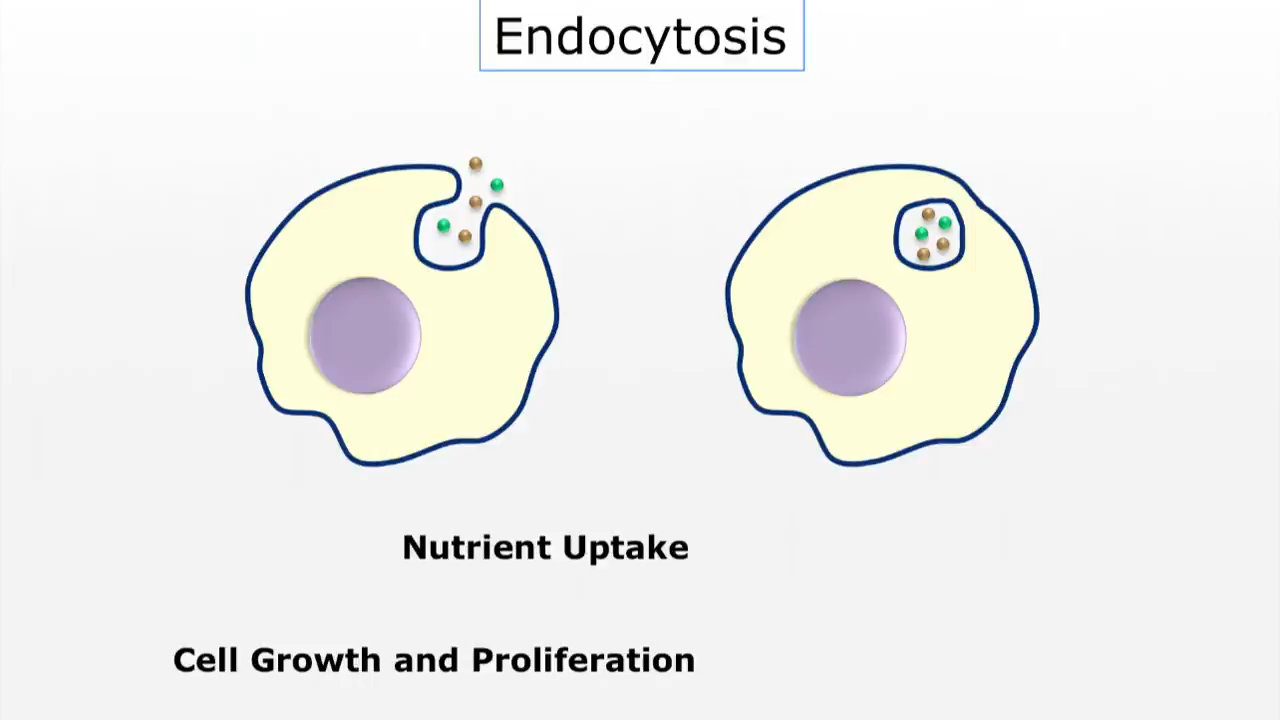 Endocytosis
Nutrient Uptake
Cell Growth and Proliferation